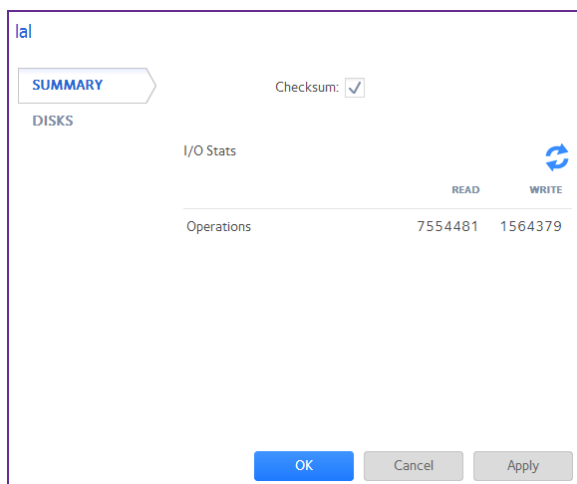 lal
SUMMARY
Checksum:
DISKS
I/O Stats
READ WRITE
Operations 7554481 1564379
OK Cancel Apply